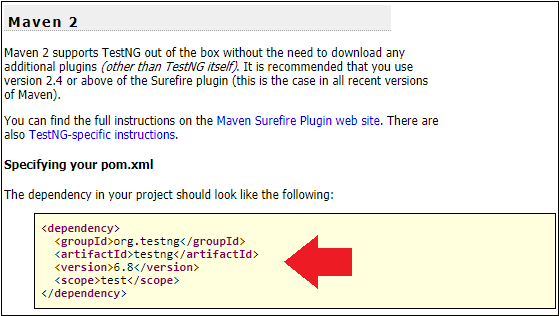 Maven 2
Maven 2 supports TestNG out of the box without the need to download any
additional plugins (other than TestNG itself). It is recommended that you use
version 2.4 or above of the Surefire plugin (this is the case in all recent versions
of Maven).
You can find the full instructions on the Maven Surefire Plugin web site. There are
also TestNG-specific instructions.
Specifying your pom.xml
The dependency in your project should look like the following:
<dependency>
  <groupId>org.testng</groupId>
  <artifactId>testng</artifactId>
  <version>6.8</version>
  <scope>test</scope>
</dependency>